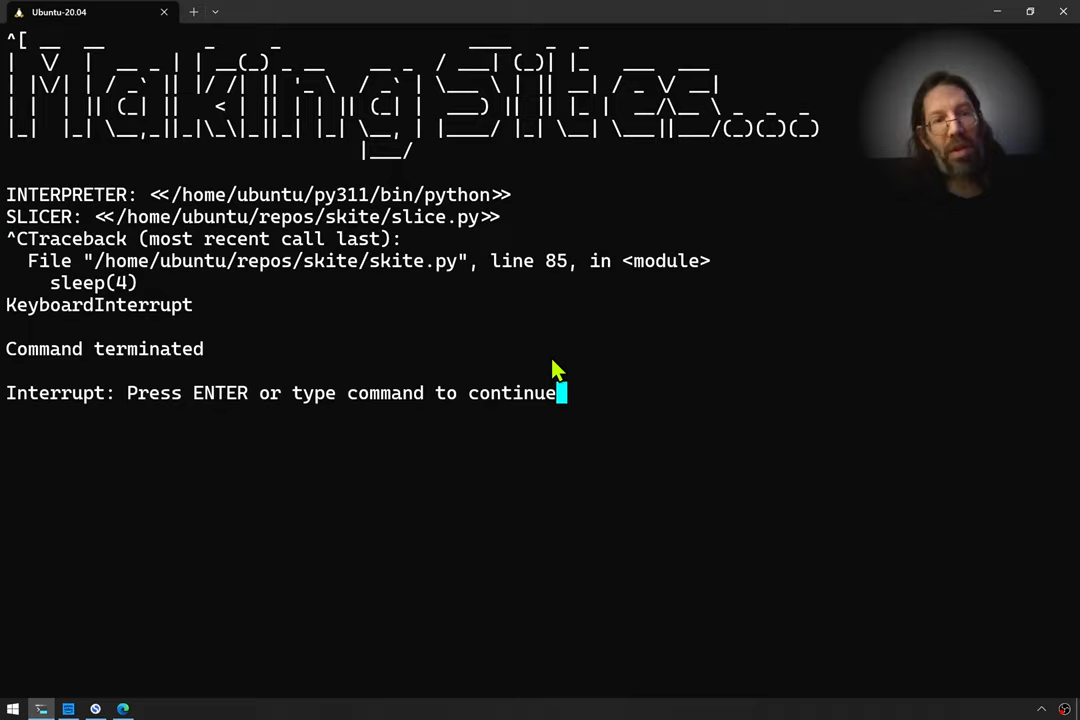 Ubuntu-20.04
^[
Making Sites...
INTERPRETER: <</home/ubuntu/py311/bin/python>>
SLICER: <</home/ubuntu/repos/skite/slice.py>>
^CTraceback (most recent call last):
File "/home/ubuntu/repos/skite/skite.py", line 85, in <module>
sleep(4)
KeyboardInterrupt
Command terminated
Interrupt: Press ENTER or type command to continue